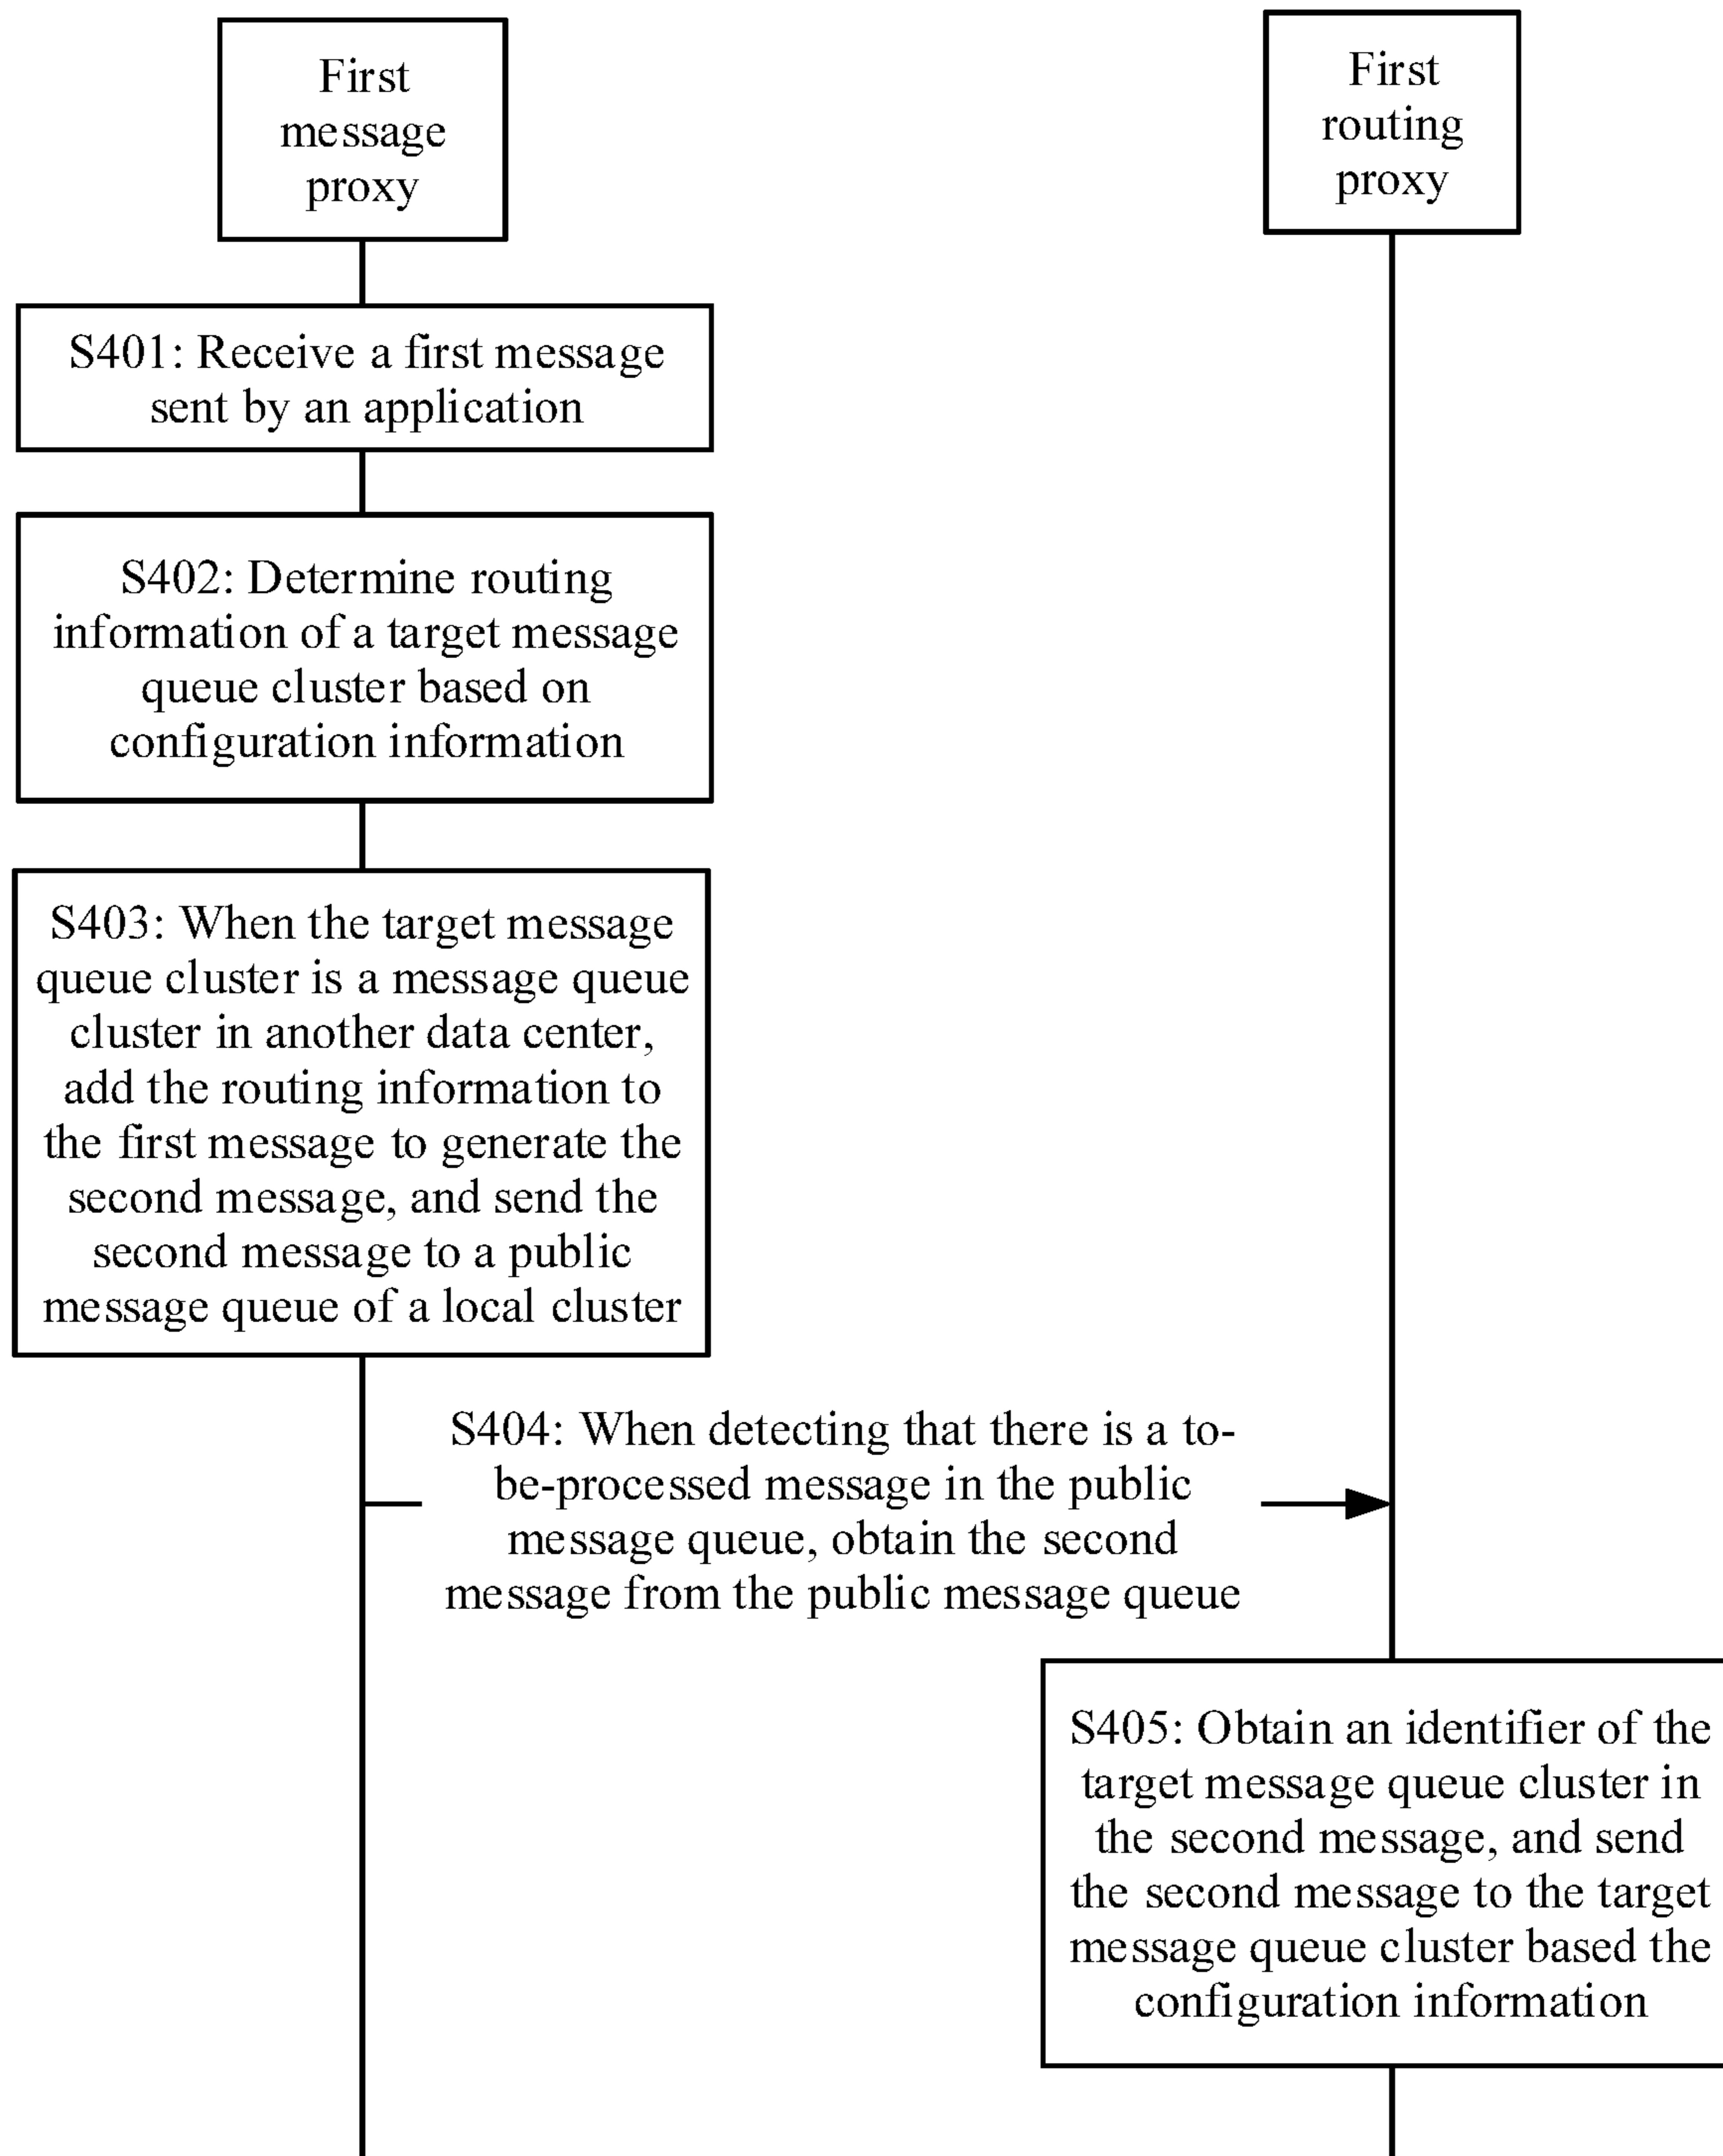 First
message
proxy
First
routing
proxy
S401: Receive a first message
sent by an application
S402: Determine routing
information of a target message
queue cluster based on
configuration information
S403: When the target message
queue cluster is a message queue
cluster in another data center,
add the routing information to
the first message to generate the
second message, and send the
second message to a public
message queue of a local cluster
S404: When detecting that there is a to-
be-processed message in the public
message queue, obtain the second
message from the public message queue
S405: Obtain an identifier of the
target message queue cluster in
the second message, and send
the second message to the target
message queue cluster based the
configuration information